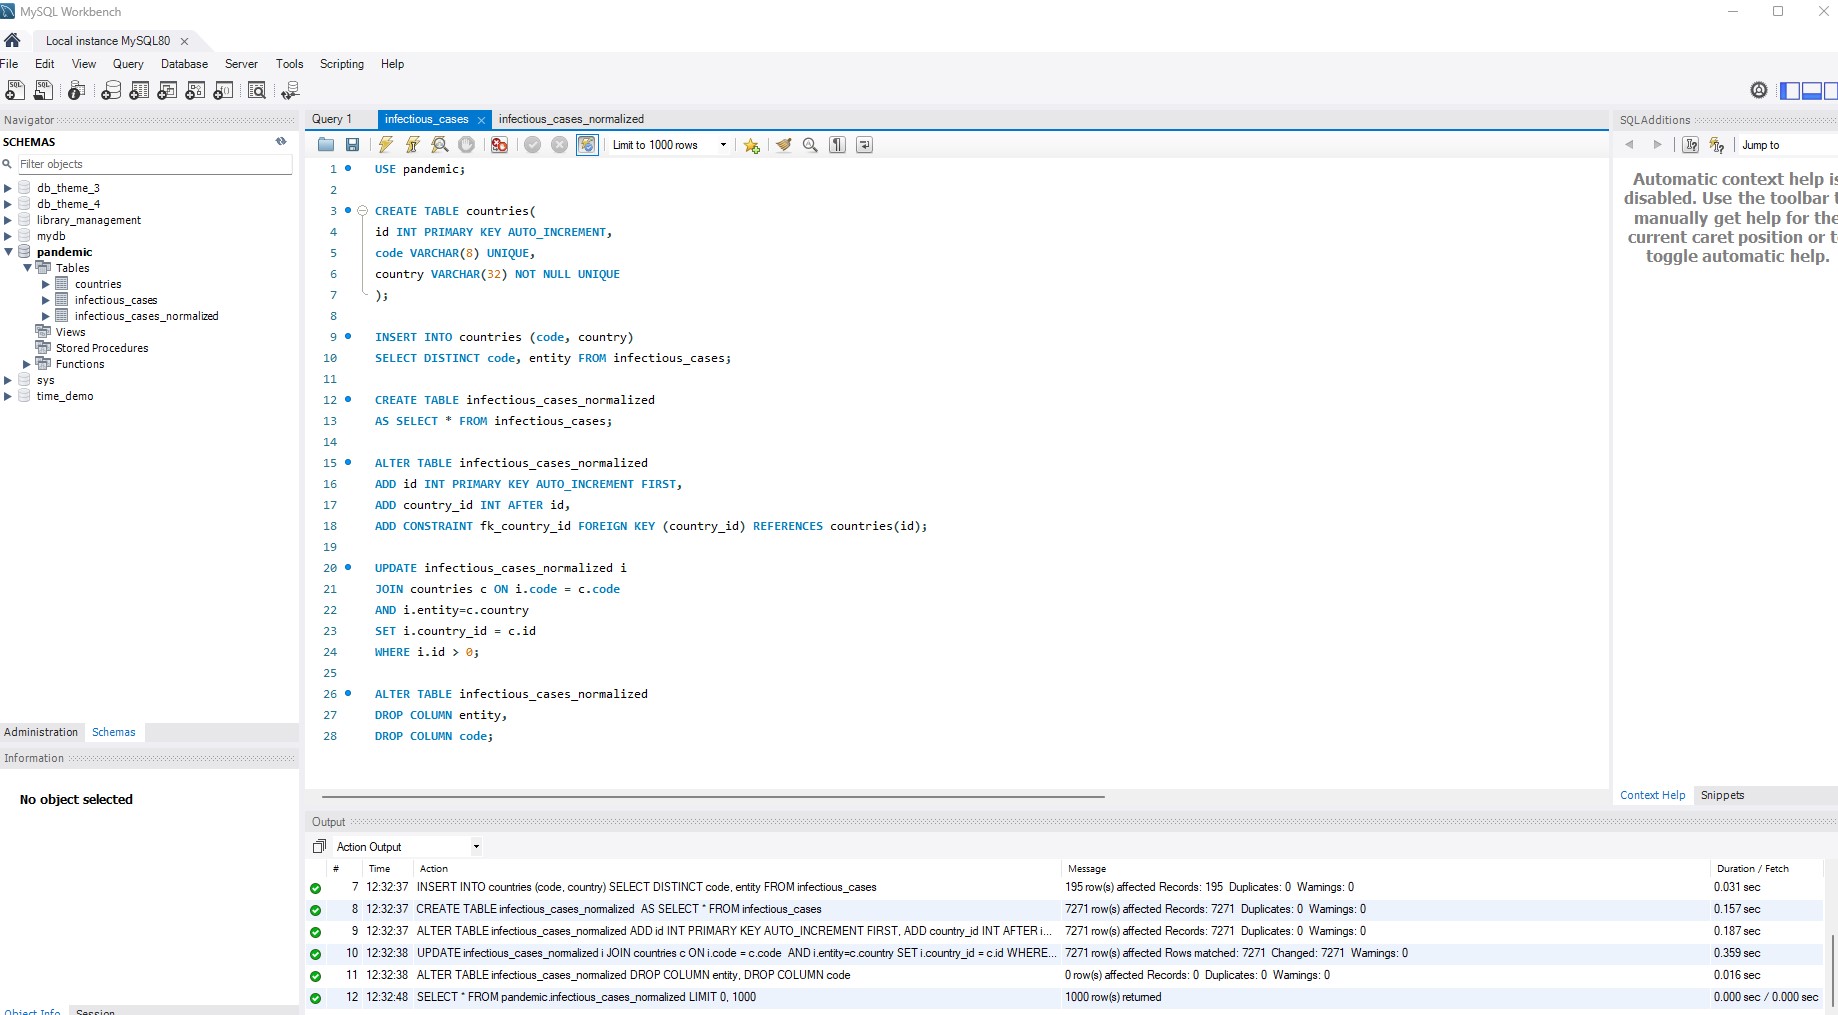 MySQL Workbench
Local instance MySQL80
File Edit View Query Database Server Tools Scripting Help
Navigator
SCHEMAS
Filter objects
db_theme_3
db_theme_4
library_management
mydb
pandemic
Tables
countries
infectious_cases
infectious_cases_normalized
Views
Stored Procedures
Functions
sys
time_demo
Administration Schemas
Information
No object selected
Object Info Session
Query 1 infectious_cases infectious_cases_normalized
Limit to 1000 rows
1 USE pandemic;
2
3 CREATE TABLE countries(
4 id INT PRIMARY KEY AUTO_INCREMENT,
5 code VARCHAR(8) UNIQUE,
6 country VARCHAR(32) NOT NULL UNIQUE
7 );
8
9 INSERT INTO countries (code, country)
10 SELECT DISTINCT code, entity FROM infectious_cases;
11
12 CREATE TABLE infectious_cases_normalized
13 AS SELECT * FROM infectious_cases;
14
15 ALTER TABLE infectious_cases_normalized
16 ADD id INT PRIMARY KEY AUTO_INCREMENT FIRST,
17 ADD country_id INT AFTER id,
18 ADD CONSTRAINT fk_country_id FOREIGN KEY (country_id) REFERENCES countries(id);
19
20 UPDATE infectious_cases_normalized i
21 JOIN countries c ON i.code = c.code
22 AND i.entity=c.country
23 SET i.country_id = c.id
24 WHERE i.id > 0;
25
26 ALTER TABLE infectious_cases_normalized
27 DROP COLUMN entity,
28 DROP COLUMN code;
SQLAdditions
Jump to
Automatic context help is
disabled. Use the toolbar t
manually get help for the
current caret position or t
toggle automatic help.
Context Help Snippets
Output
Action Output
# Time Action Message Duration / Fetch
7 12:32:37 INSERT INTO countries (code, country) SELECT DISTINCT code, entity FROM infectious_cases 195 row(s) affected Records: 195 Duplicates: 0 Warnings: 0 0.031 sec
8 12:32:37 CREATE TABLE infectious_cases_normalized AS SELECT * FROM infectious_cases 7271 row(s) affected Records: 7271 Duplicates: 0 Warnings: 0 0.157 sec
9 12:32:37 ALTER TABLE infectious_cases_normalized ADD id INT PRIMARY KEY AUTO_INCREMENT FIRST, ADD country_id INT AFTER i... 7271 row(s) affected Records: 7271 Duplicates: 0 Warnings: 0 0.187 sec
10 12:32:38 UPDATE infectious_cases_normalized i JOIN countries c ON i.code = c.code AND i.entity=c.country SET i.country_id = c.id WHERE... 7271 row(s) affected Rows matched: 7271 Changed: 7271 Warnings: 0 0.359 sec
11 12:32:38 ALTER TABLE infectious_cases_normalized DROP COLUMN entity, DROP COLUMN code 0 row(s) affected Records: 0 Duplicates: 0 Warnings: 0 0.016 sec
12 12:32:48 SELECT * FROM pandemic.infectious_cases_normalized LIMIT 0, 1000 1000 row(s) returned 0.000 sec / 0.000 sec